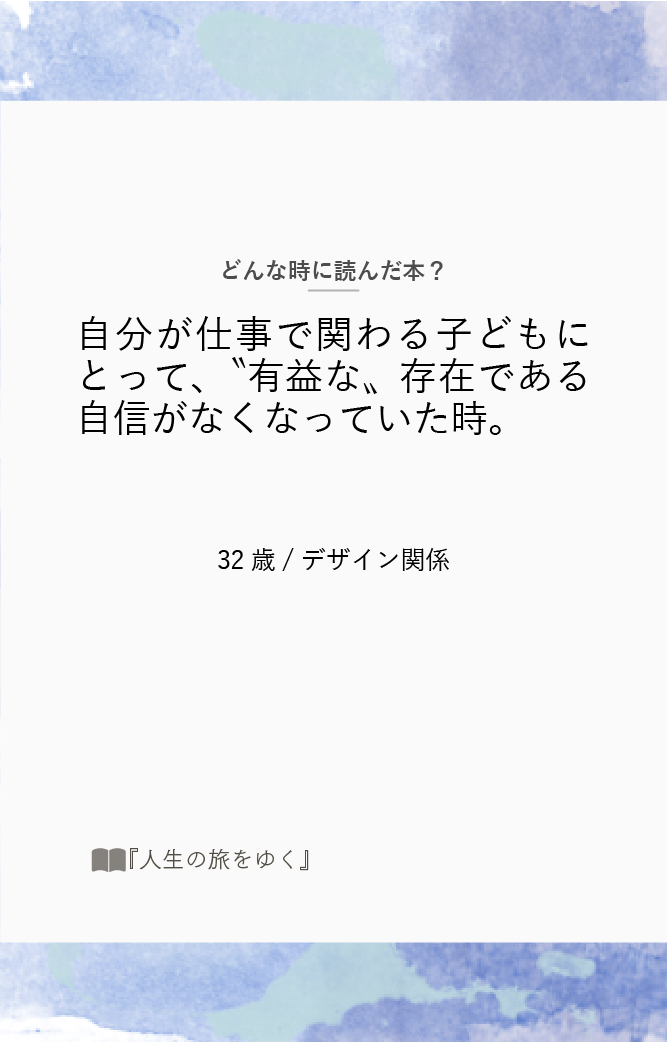 どんな時に読んだ本？
自分が仕事で関わる子どもに
とって、〝有益な〟存在である
自信がなくなっていた時。
32 歳 / デザイン関係
『人生の旅をゆく』